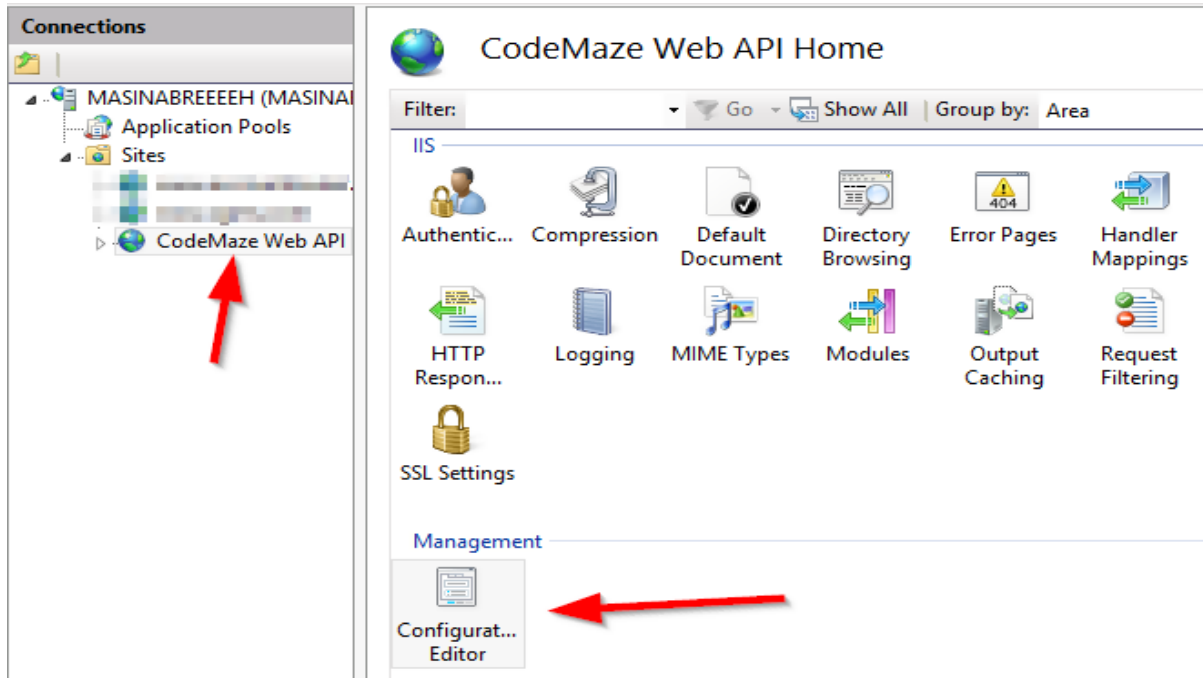 Connections
MASINABREEEEH (MASINAI
Application Pools
Sites
CodeMaze Web API
CodeMaze Web API Home
Filter: Go Show All Group by: Area
IIS
Authentic... Compression Default Document Directory Browsing Error Pages Handler Mappings
404
HTTP Respon... Logging MIME Types Modules Output Caching Request Filtering
SSL Settings
Management
Configurat...
Editor